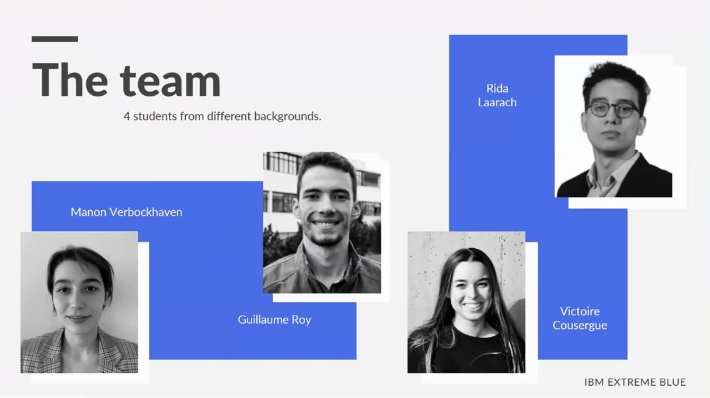 The team
4 students from different backgrounds.
Manon Verbockhaven
Guillaume Roy
Rida
Laarach
Victoire
Cousergue
IBM EXTREME BLUE